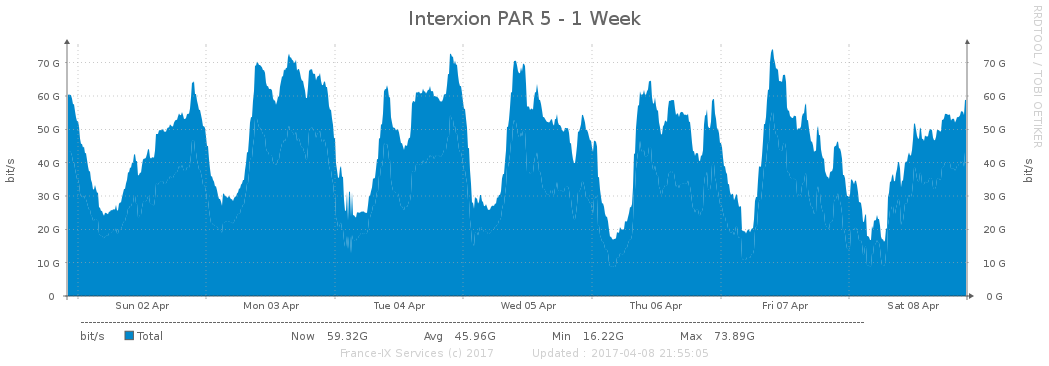 Interxion PAR 5 - 1 Week
RRDTOOL / TOBI OETIKER
bit/s
70 G 70 G
60 G 60 G
50 G 50 G
40 G 40 G
30 G 30 G
20 G 20 G
10 G 10 G
0 0 G
bit/s
Sun 02 Apr Mon 03 Apr Tue 04 Apr Wed 05 Apr Thu 06 Apr Fri 07 Apr Sat 08 Apr
bit/s Total Now 59.32G Avg 45.96G Min 16.22G Max 73.89G
France-IX Services (c) 2017 Updated : 2017-04-08 21:55:05